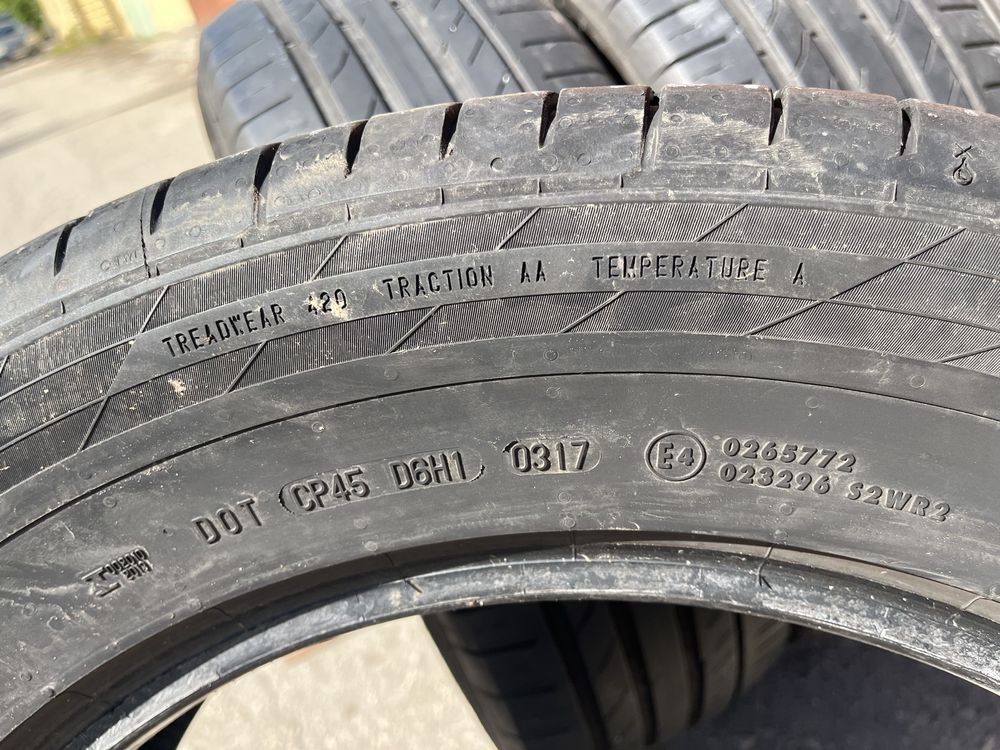 TREADWEAR 420 TRACTION AA TEMPERATURE A
DOT CP45 D6H1 0317
E4 0265772
023296 S2WR2